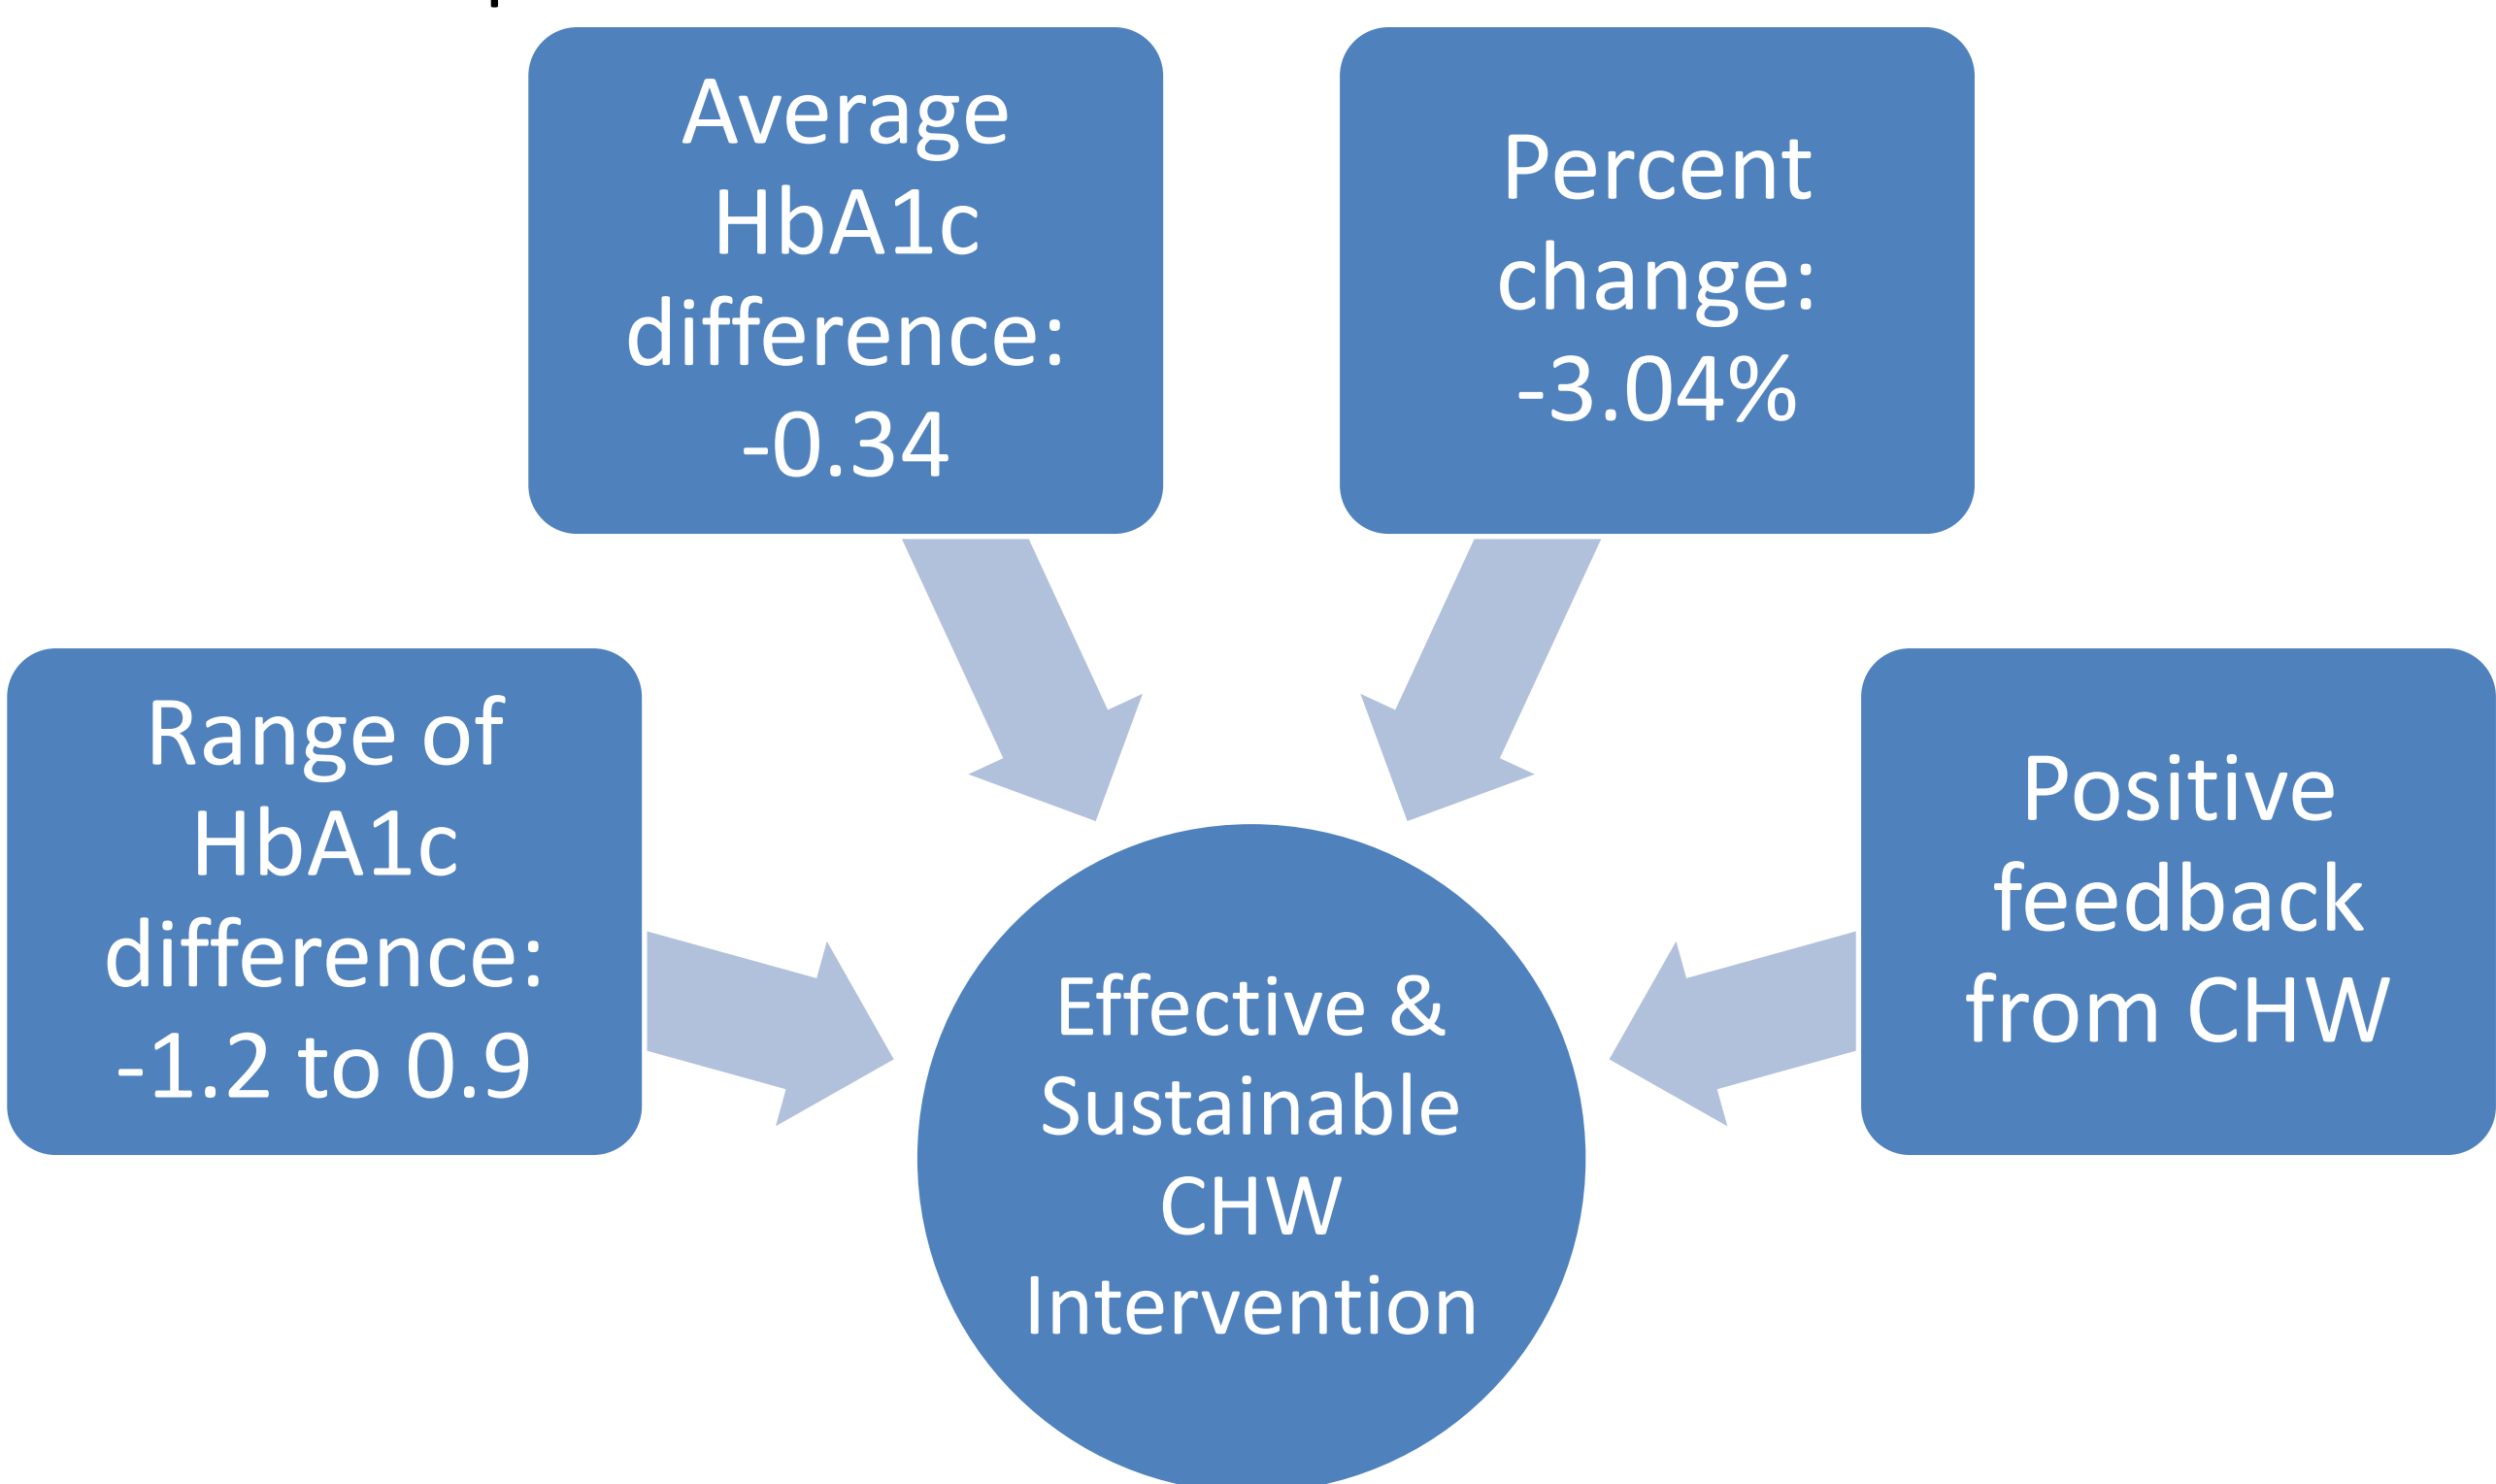 Average
HbA1c
difference:
-0.34
Percent
change:
-3.04%
Range of
HbA1c
difference:
-1.2 to 0.9
Positive
feedback
from CHW
Effective &
Sustainable
CHW
Intervention